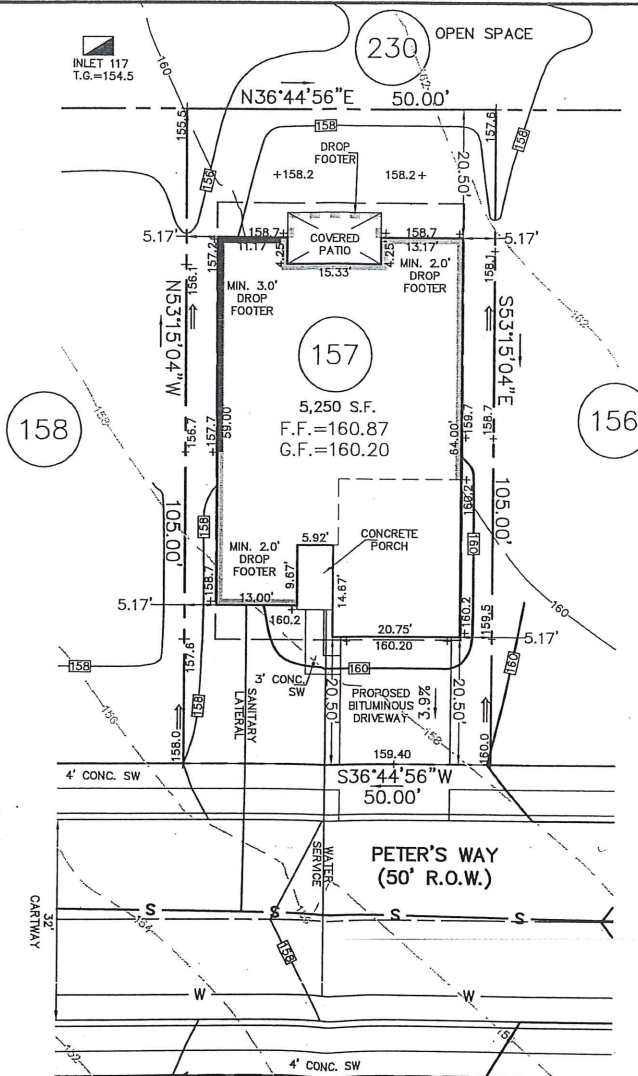 INLET 117
T.G.=154.5
160
230
OPEN SPACE
162
N36°44'56"E 50.00'
155.5
158
157.6
156
DROP
FOOTER
+158.2
158.2+
20.50'
5.17'
157.2
158.7
11.17'
4.25'
COVERED
PATIO
15.33'
4.25'
158.7
13.17'
158.1
5.17'
156.1
MIN. 3.0'
DROP
FOOTER
MIN. 2.0'
DROP
FOOTER
N53°15'04"W
S53°15'04"E
162
157
158
5,250 S.F.
F.F.=160.87
G.F.=160.20
156
158
156.7
157.7
59.00'
64.00'
159.7
158.7
160.2
105.00'
105.00'
158
5.92'
CONCRETE
PORCH
160
MIN. 2.0'
DROP
FOOTER
9.67'
14.67'
160
5.17'
158.7
13.00'
160.2
20.75'
160.20
160.2
159.5
5.17'
157.6
158
160
160
3' CONC.
SW
SANITARY
LATERAL
20.50'
PROPOSED
BITUMINOUS
DRIVEWAY
3.9%
20.50'
156
158
158
158.0
160.0
159.40
4' CONC. SW
S36°44'56"W
50.00'
WATER
SERVICE
PETER'S WAY
(50' R.O.W.)
32'
CARTWAY
S S S S
154
156
158
W W
152
4' CONC. SW